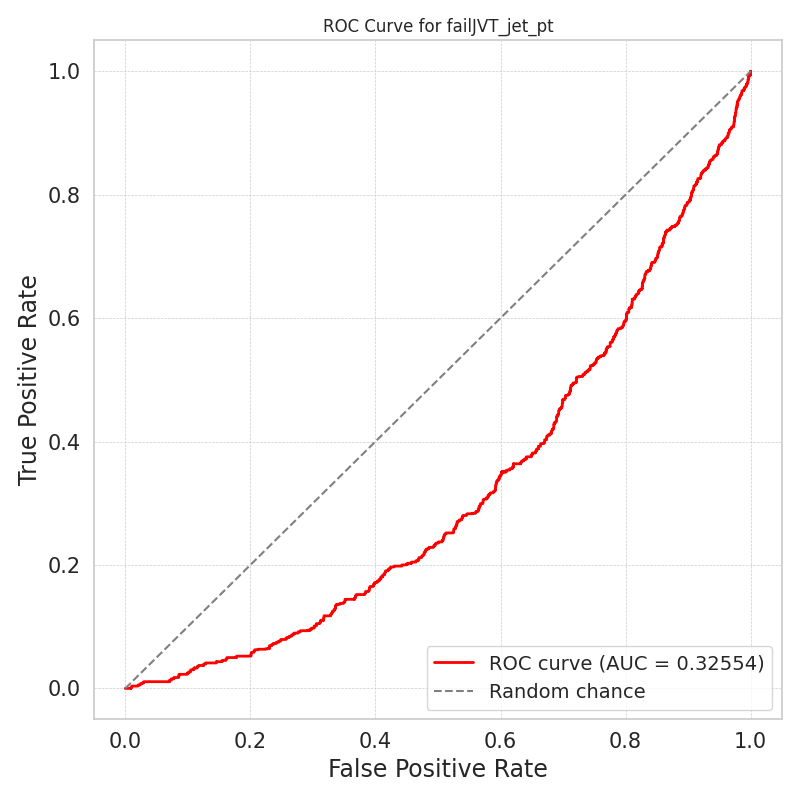 ROC Curve for failJVT_jet_pt
True Positive Rate
1.0
0.8
0.6
0.4
0.2
0.0
ROC curve (AUC = 0.32554)
Random chance
0.0 0.2 0.4 0.6 0.8 1.0
False Positive Rate